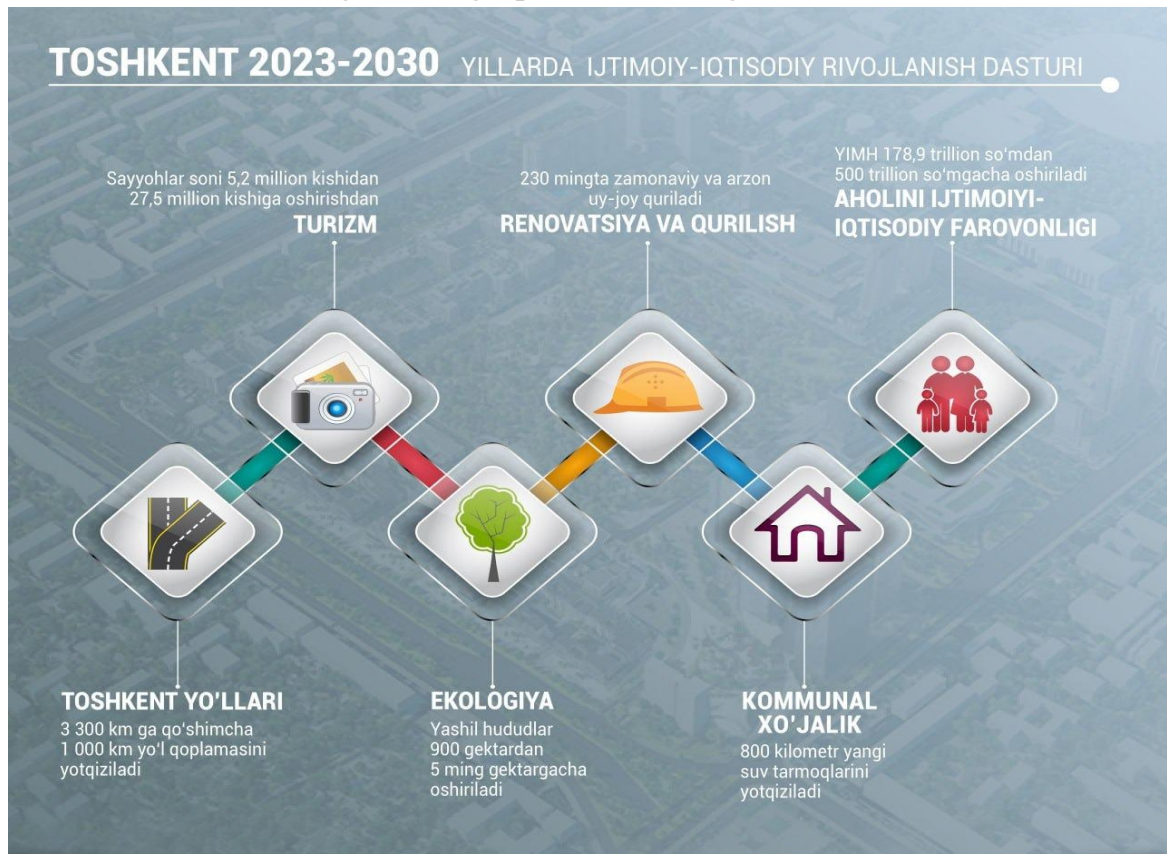 TOSHKENT 2023-2030 YILLARDA IJTIMOIY-IQTISODIY RIVOJLANISH DASTURI
Sayyohlar soni 5,2 million kishidan
27,5 million kishiga oshirishdan
TURIZM
230 mingta zamonaviy va arzon
uy-joy quriladi
RENOVATSIYA VA QURILISH
YIMH 178,9 trillion so‘mdan
500 trillion so‘mgacha oshiriladi
AHOLINI IJTIMOIYI-
IQTISODIY FAROVONLIGI
TOSHKENT YO'LLARI
3 300 km ga qo‘shimcha
1 000 km yo‘l qoplamasini
yotqiziladi
EKOLOGIYA
Yashil hududlar
900 gektardan
5 ming gektargacha
oshiriladi
KOMMUNAL
XO'JALIK
800 kilometr yangi
suv tarmoqlarini
yotqiziladi